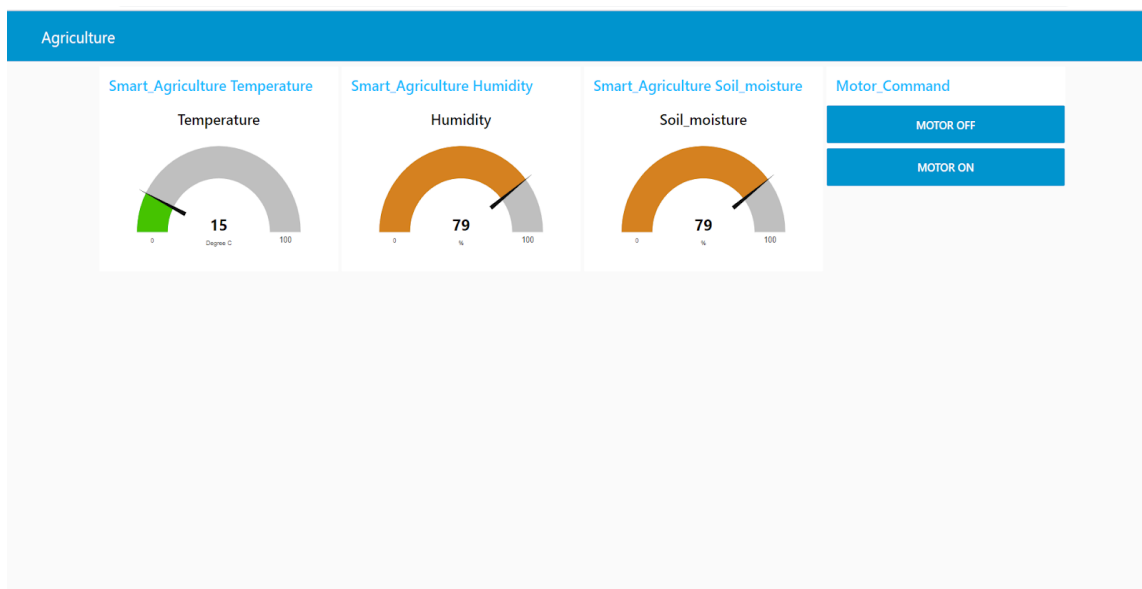 Agriculture
Smart_Agriculture Temperature
Temperature
15
0
Degree C
100
Smart_Agriculture Humidity
Humidity
79
0
%
100
Smart_Agriculture Soil_moisture
Soil_moisture
79
0
%
100
Motor_Command
MOTOR OFF
MOTOR ON